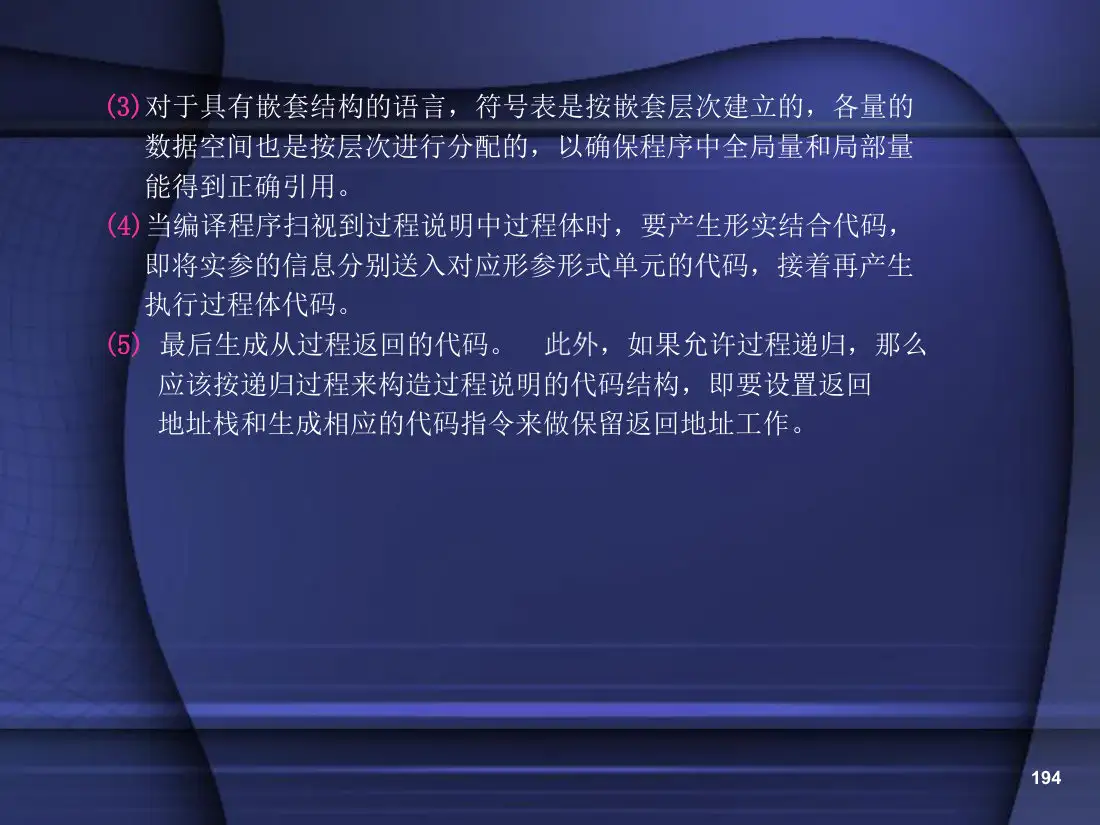 (3)对于具有嵌套结构的语言，符号表是按嵌套层次建立的，各量的
数据空间也是按层次进行分配的，以确保程序中全局量和局部量
能得到正确引用。
(4)当编译程序扫视到过程说明中过程体时，要产生形实结合代码，
即将实参的信息分别送入对应形参形式单元的代码，接着再产生
执行过程体代码。
(5) 最后生成从过程返回的代码。 此外，如果允许过程递归，那么
应该按递归过程来构造过程说明的代码结构，即要设置返回
地址栈和生成相应的代码指令来做保留返回地址工作。
194